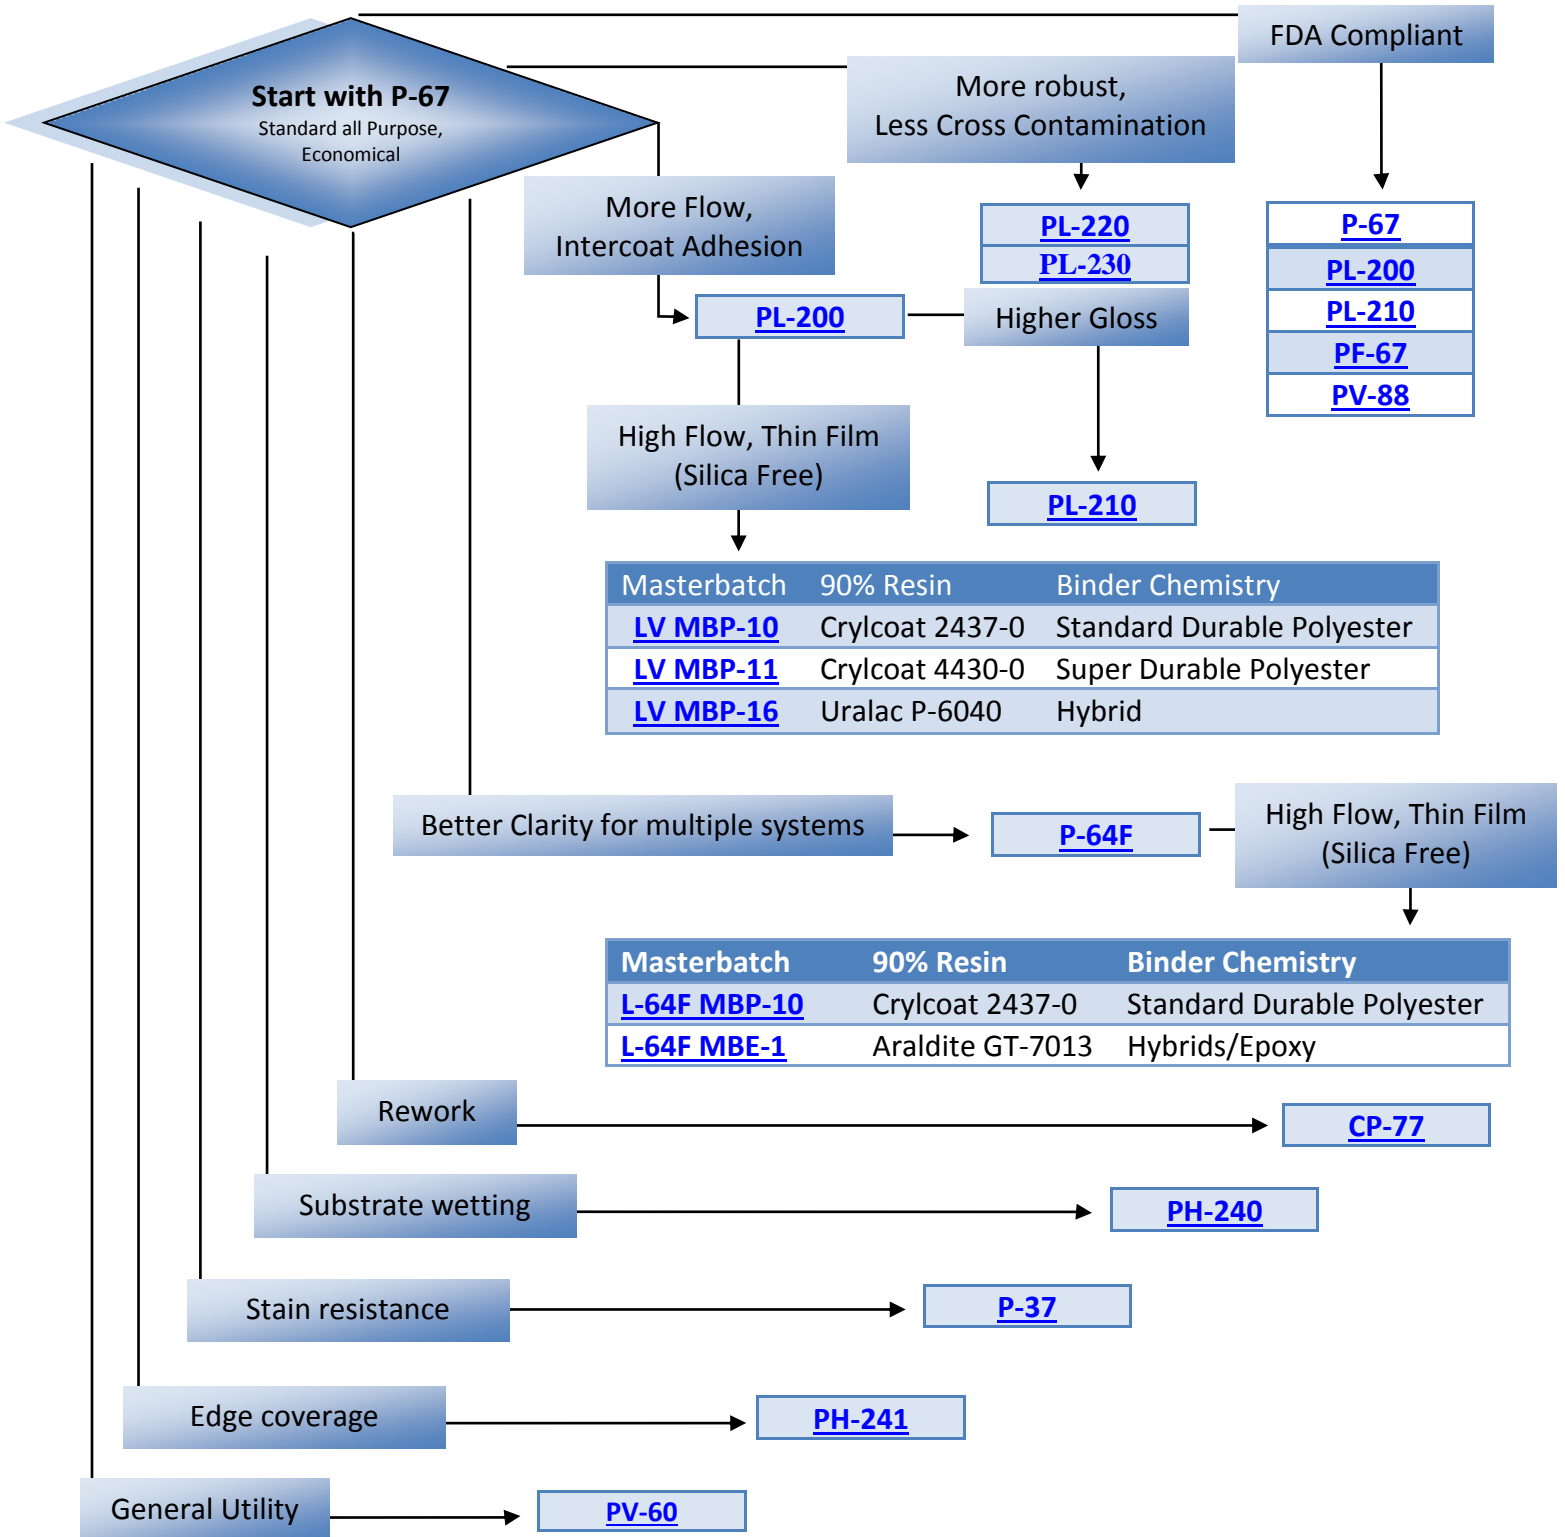 FDA Compliant
Start with P-67
Standard all Purpose,
Economical
More robust,
Less Cross Contamination
More Flow,
Intercoat Adhesion
PL-220
PL-230
P-67
PL-200
PL-210
PF-67
PV-88
PL-200
Higher Gloss
High Flow, Thin Film
(Silica Free)
PL-210
Masterbatch 90% Resin Binder Chemistry
LV MBP-10 Crylcoat 2437-0 Standard Durable Polyester
LV MBP-11 Crylcoat 4430-0 Super Durable Polyester
LV MBP-16 Uralac P-6040 Hybrid
Better Clarity for multiple systems
P-64F
High Flow, Thin Film
(Silica Free)
Masterbatch 90% Resin Binder Chemistry
L-64F MBP-10 Crylcoat 2437-0 Standard Durable Polyester
L-64F MBE-1 Araldite GT-7013 Hybrids/Epoxy
Rework
CP-77
Substrate wetting
PH-240
Stain resistance
P-37
Edge coverage
PH-241
General Utility
PV-60